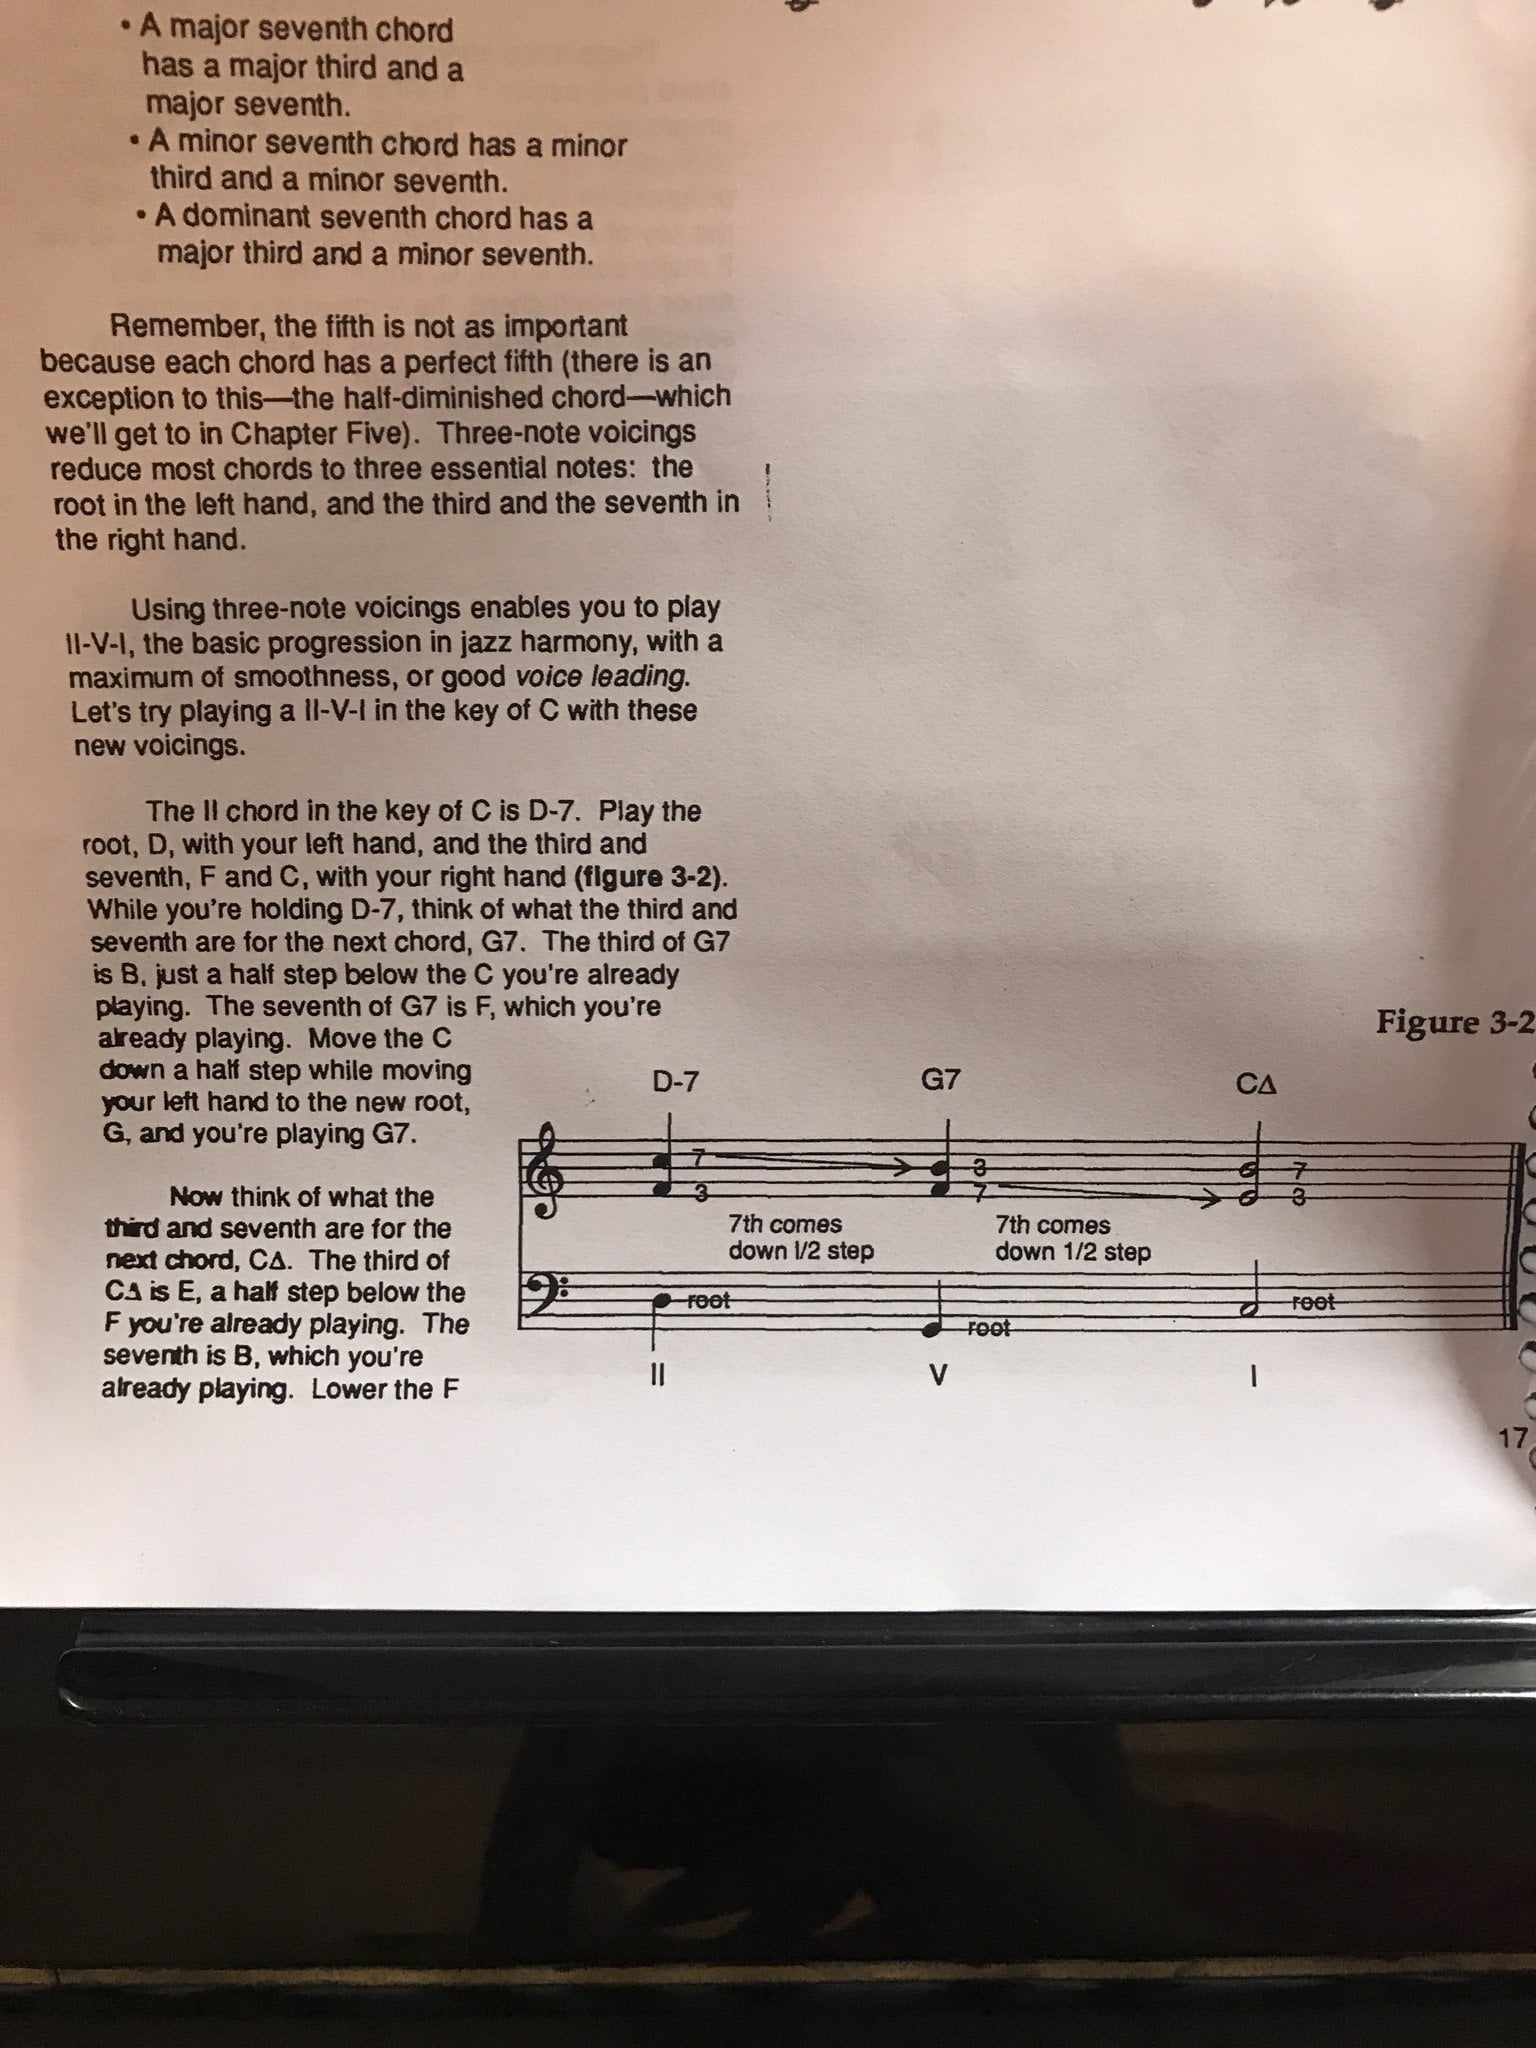 • A major seventh chord
has a major third and a
major seventh.
• A minor seventh chord has a minor
third and a minor seventh.
• A dominant seventh chord has a
major third and a minor seventh.
Remember, the fifth is not as important
because each chord has a perfect fifth (there is an
exception to this—the half-diminished chord—which
we'll get to in Chapter Five). Three-note voicings
reduce most chords to three essential notes: the
root in the left hand, and the third and the seventh in
the right hand.
Using three-note voicings enables you to play
II-V-I, the basic progression in jazz harmony, with a
maximum of smoothness, or good voice leading.
Let's try playing a II-V-I in the key of C with these
new voicings.
The II chord in the key of C is D-7. Play the
root, D, with your left hand, and the third and
seventh, F and C, with your right hand (figure 3-2).
While you're holding D-7, think of what the third and
seventh are for the next chord, G7. The third of G7
is B, just a half step below the C you're already
playing. The seventh of G7 is F, which you're
already playing. Move the C
down a half step while moving
your left hand to the new root,
G, and you're playing G7.
Now think of what the
third and seventh are for the
next chord, C∆. The third of
C∆ is E, a half step below the
F you're already playing. The
seventh is B, which you're
already playing. Lower the F
Figure 3-2
D-7 G7 C∆
7 3 7
3 7 3
7th comes 7th comes
down 1/2 step down 1/2 step
root root root
II V I
17